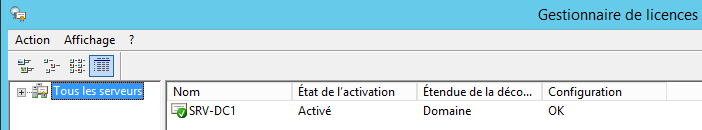 Gestionnaire de licences
Action Affichage ?
Tous les serveurs
Nom État de l'activation Étendue de la déco... Configuration
SRV-DC1 Activé Domaine OK